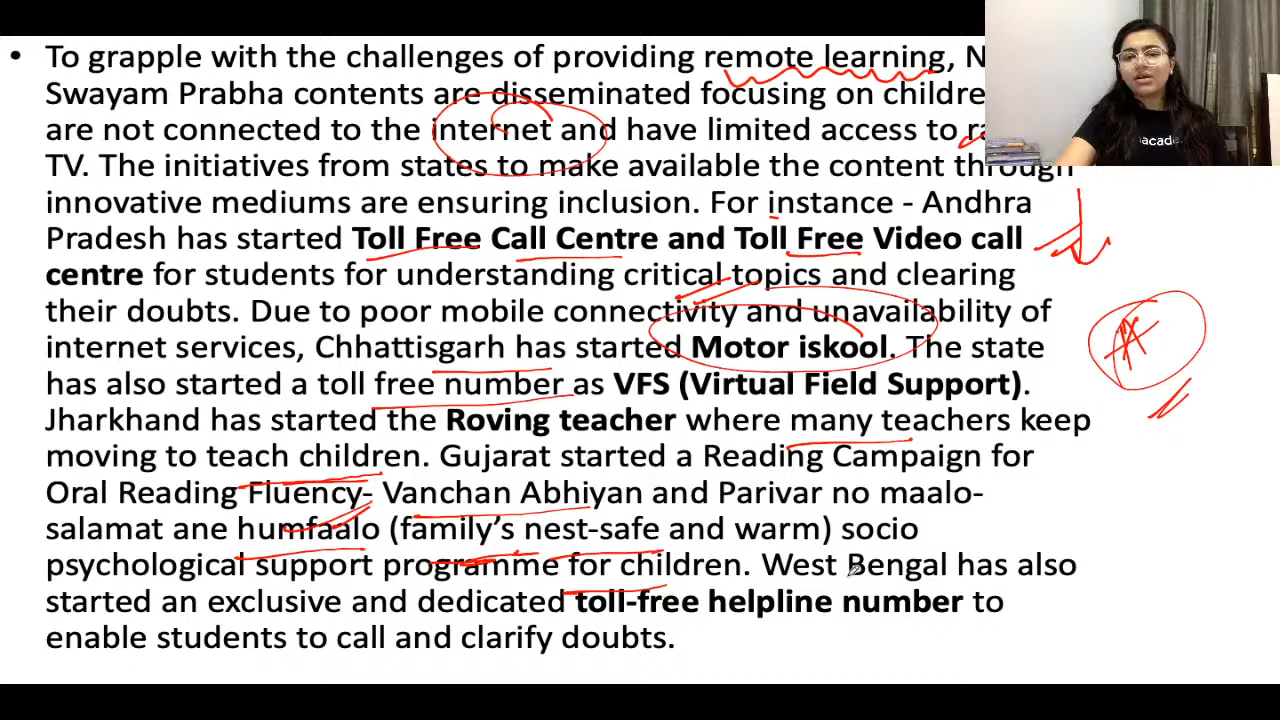 • To grapple with the challenges of providing remote learning, N
Swayam Prabha contents are disseminated focusing on childre
are not connected to the internet and have limited access to ra
TV. The initiatives from states to make available the content through
innovative mediums are ensuring inclusion. For instance - Andhra
Pradesh has started Toll Free Call Centre and Toll Free Video call
centre for students for understanding critical topics and clearing
their doubts. Due to poor mobile connectivity and unavailability of
internet services, Chhattisgarh has started Motor iskool. The state
has also started a toll free number as VFS (Virtual Field Support).
Jharkhand has started the Roving teacher where many teachers keep
moving to teach children. Gujarat started a Reading Campaign for
Oral Reading Fluency- Vanchan Abhiyan and Parivar no maalo-
salamat ane humfaalo (family's nest-safe and warm) socio
psychological support programme for children. West Bengal has also
started an exclusive and dedicated toll-free helpline number to
enable students to call and clarify doubts.